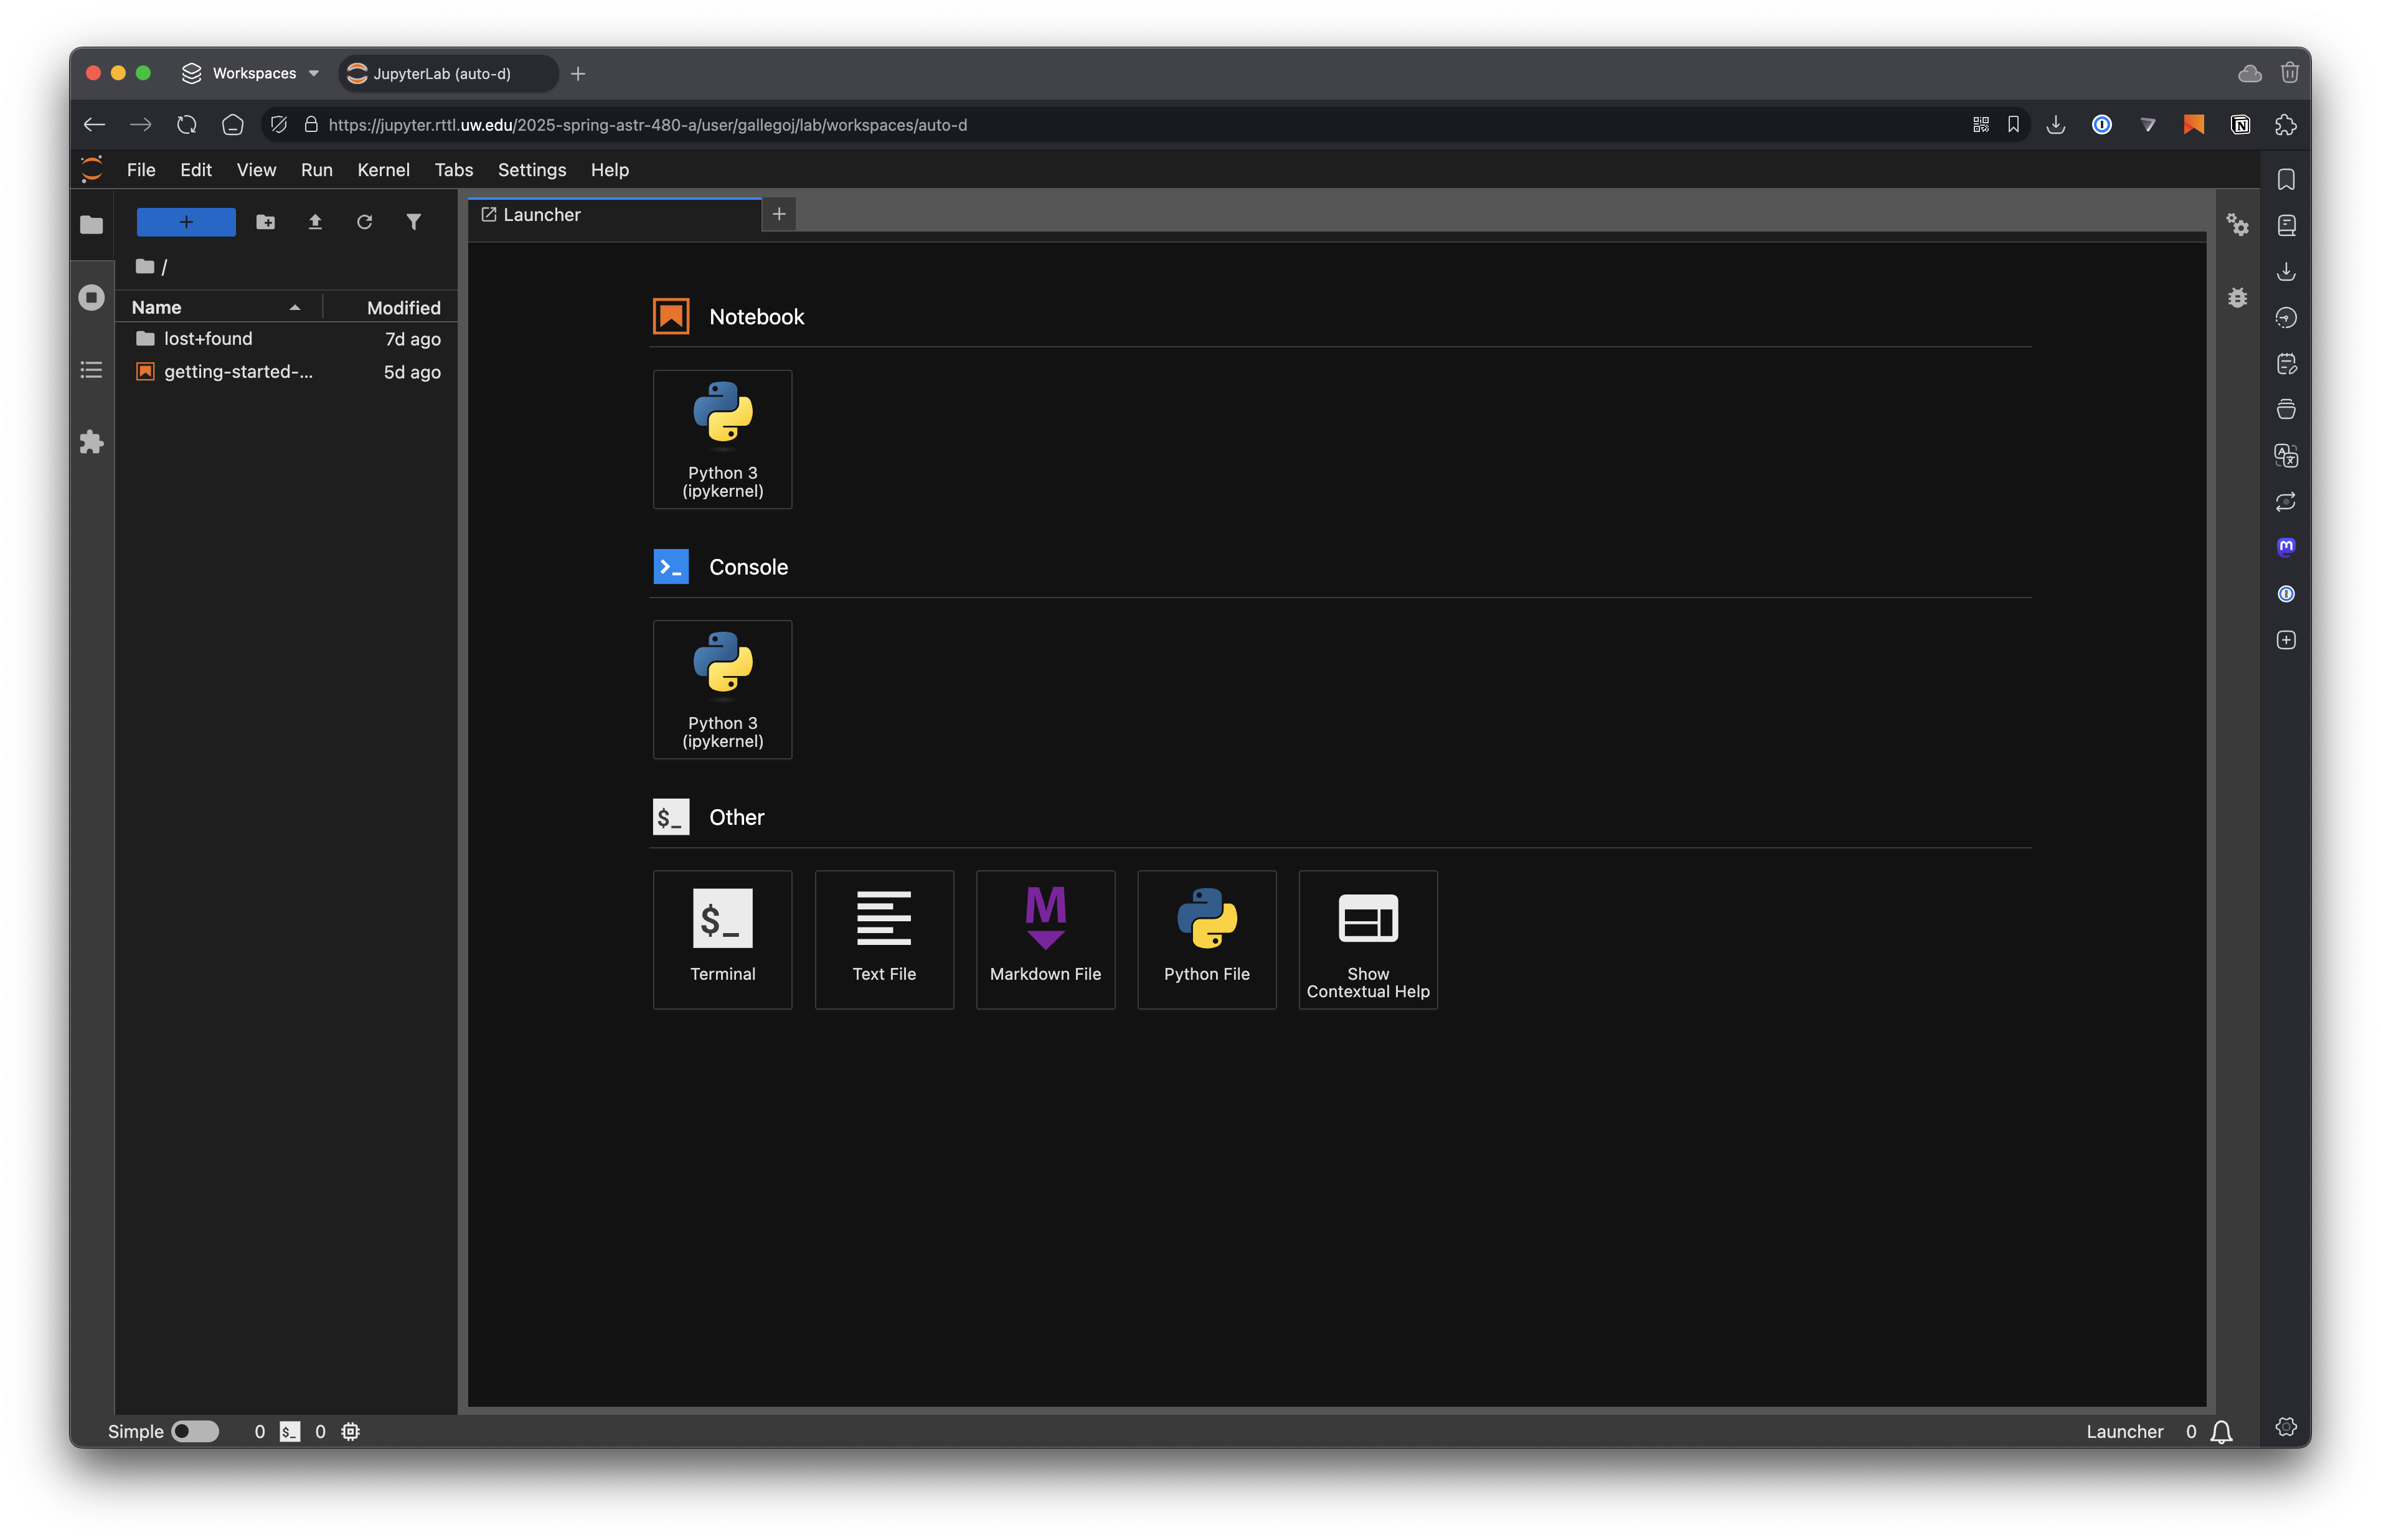 Workspaces
JupyterLab (auto-d)
https://jupyter.rttl.uw.edu/2025-spring-astr-480-a/user/gallegoj/lab/workspaces/auto-d
File Edit View Run Kernel Tabs Settings Help
Launcher
/
Name Modified
lost+found 7d ago
getting-started-... 5d ago
Notebook
Python 3
(ipykernel)
Console
Python 3
(ipykernel)
$_ Other
$_
Terminal
Text File
M
Markdown File
Python File
Show
Contextual Help
Simple 0 $_ 0
Launcher 0